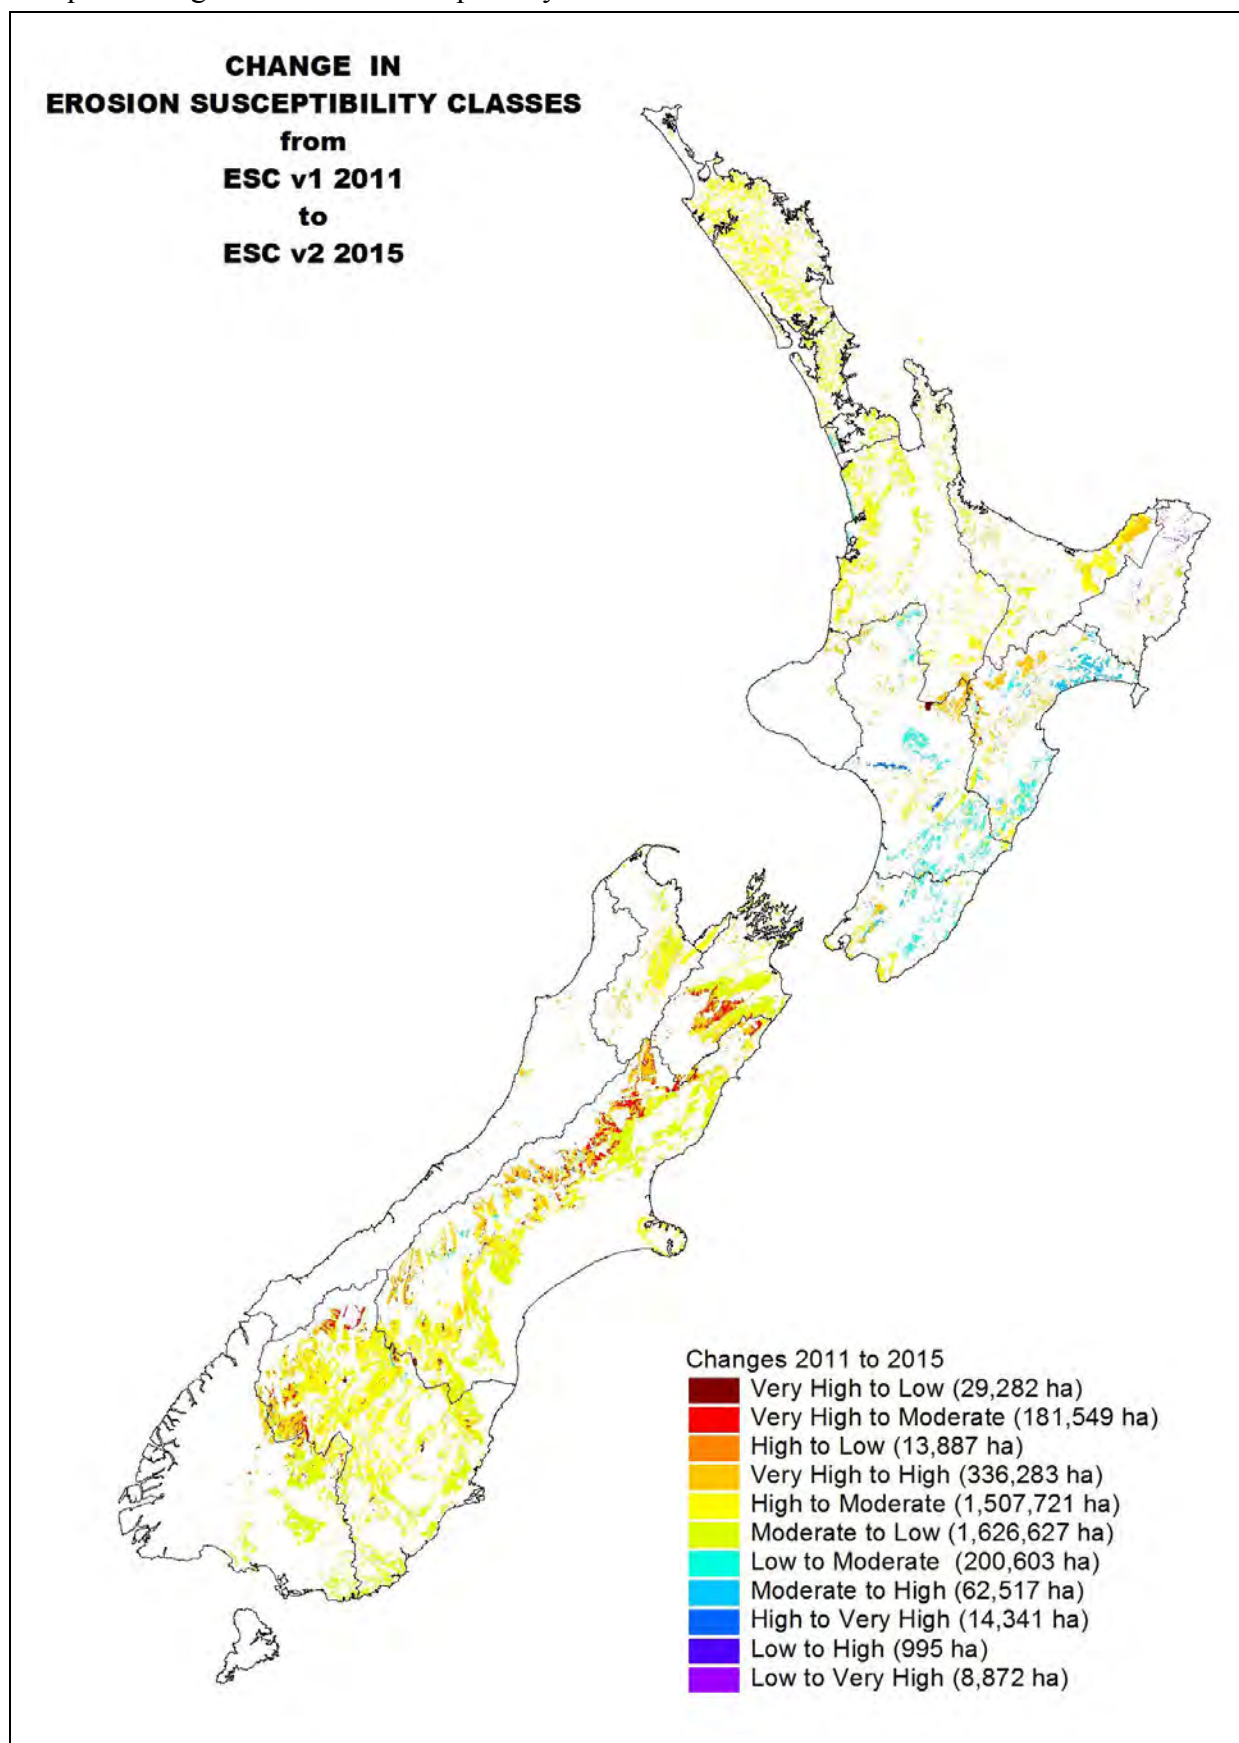 CHANGE IN
EROSION SUSCEPTIBILITY CLASSES
from
ESC v1 2011
to
ESC v2 2015
Changes 2011 to 2015
Very High to Low (29,282 ha)
Very High to Moderate (181,549 ha)
High to Low (13,887 ha)
Very High to High (336,283 ha)
High to Moderate (1,507,721 ha)
Moderate to Low (1,626,627 ha)
Low to Moderate (200,603 ha)
Moderate to High (62,517 ha)
High to Very High (14,341 ha)
Low to High (995 ha)
Low to Very High (8,872 ha)